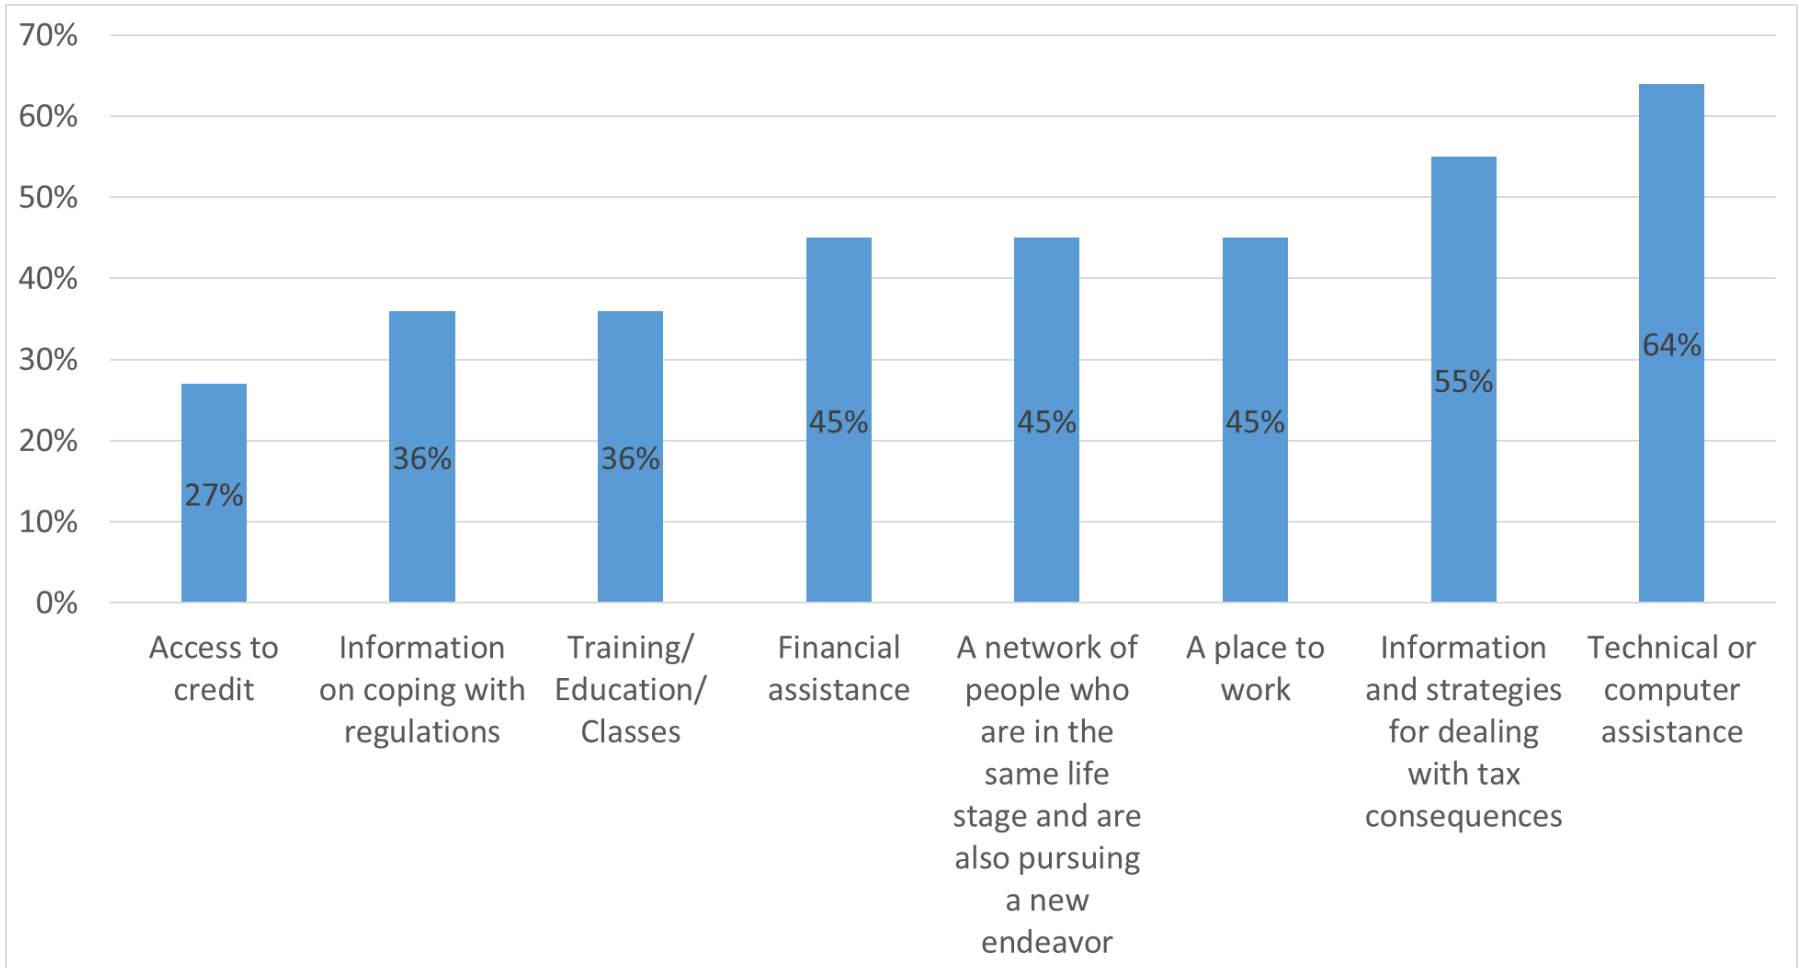 70%
60%
50%
40%
30%
20%
10%
0%
27%
36%
36%
45%
45%
45%
55%
64%
Access to
credit
Information
on coping with
regulations
Training/
Education/
Classes
Financial
assistance
A network of
people who
are in the
same life
stage and are
also pursuing
a new
endeavor
A place to
work
Information
and strategies
for dealing
with tax
consequences
Technical or
computer
assistance